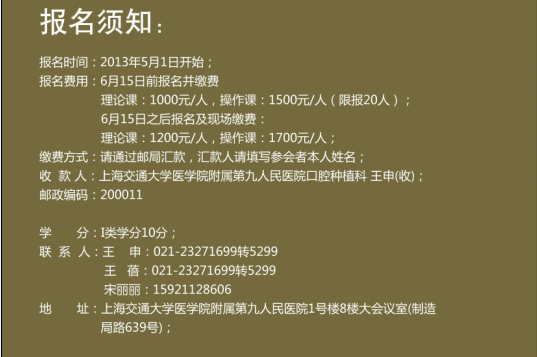 报名须知：
报名时间：2013年5月1日开始；
报名费用：6月15日前报名并缴费
理论课：1000元/人，操作课：1500元/人（限报20人）；
6月15日之后报名及现场缴费：
理论课：1200元/人，操作课：1700元/人；
缴费方式：请通过邮局汇款，汇款人请填写参会者本人姓名；
收 款 人：上海交通大学医学院附属第九人民医院口腔种植科 王申(收)；
邮政编码：200011
学 分：I类学分10分；
联 系 人：王 申：021-23271699转5299
王 蓓：021-23271699转5299
宋丽丽：15921128606
地 址：上海交通大学医学院附属第九人民医院1号楼8楼大会议室(制造
局路639号)；